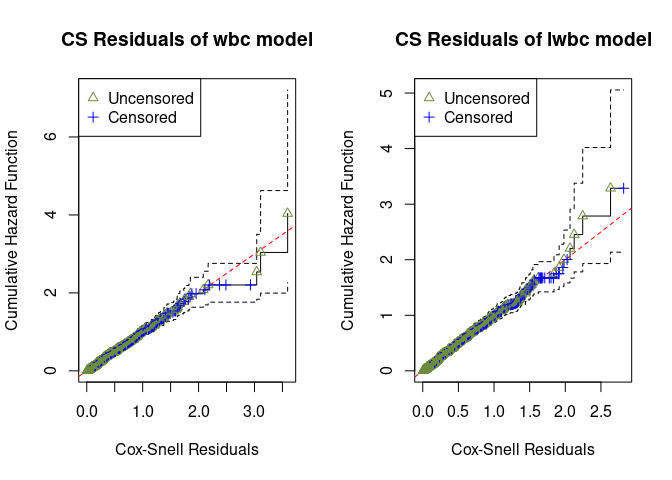 CS Residuals of wbc model
Uncensored
Censored
Cumulative Hazard Function
6
4
2
0
0.0 1.0 2.0 3.0
Cox-Snell Residuals
CS Residuals of lwbc model
Uncensored
Censored
Cumulative Hazard Function
5
4
3
2
1
0
0.0 0.5 1.0 1.5 2.0 2.5
Cox-Snell Residuals